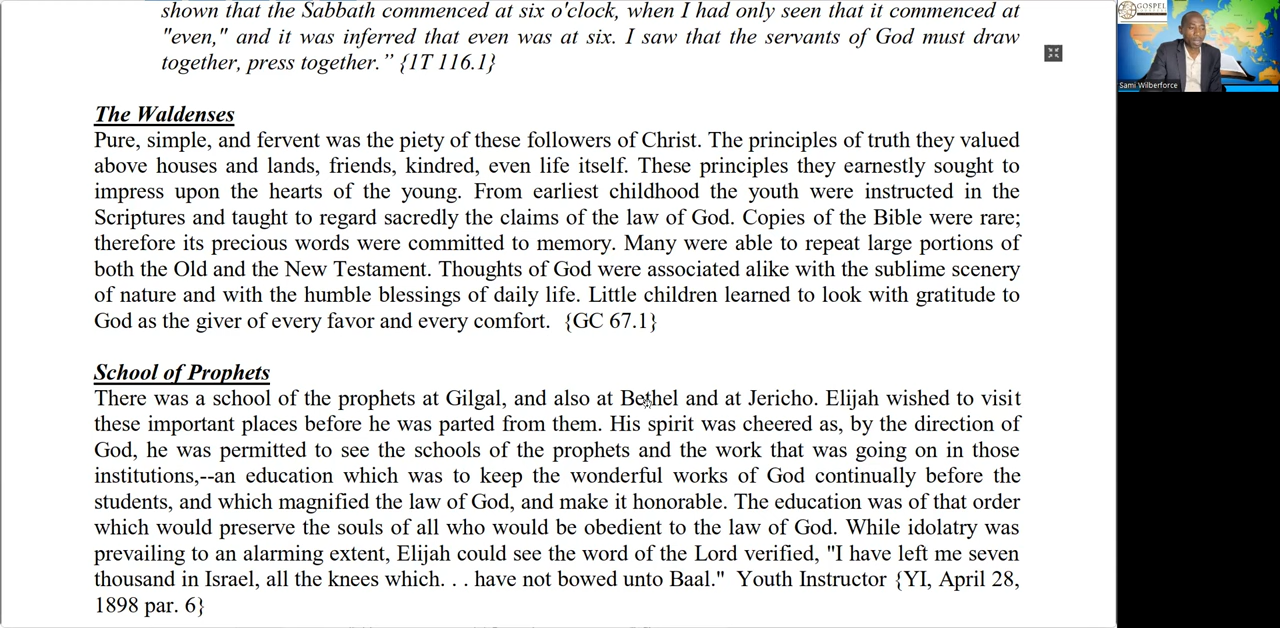 shown that the Sabbath commenced at six o'clock, when I had only seen that it commenced at
"even," and it was inferred that even was at six. I saw that the servants of God must draw
together, press together.” {1T 116.1}
The Waldenses
Pure, simple, and fervent was the piety of these followers of Christ. The principles of truth they valued
above houses and lands, friends, kindred, even life itself. These principles they earnestly sought to
impress upon the hearts of the young. From earliest childhood the youth were instructed in the
Scriptures and taught to regard sacredly the claims of the law of God. Copies of the Bible were rare;
therefore its precious words were committed to memory. Many were able to repeat large portions of
both the Old and the New Testament. Thoughts of God were associated alike with the sublime scenery
of nature and with the humble blessings of daily life. Little children learned to look with gratitude to
God as the giver of every favor and every comfort. {GC 67.1}
School of Prophets
There was a school of the prophets at Gilgal, and also at Bethel and at Jericho. Elijah wished to visit
these important places before he was parted from them. His spirit was cheered as, by the direction of
God, he was permitted to see the schools of the prophets and the work that was going on in those
institutions,--an education which was to keep the wonderful works of God continually before the
students, and which magnified the law of God, and make it honorable. The education was of that order
which would preserve the souls of all who would be obedient to the law of God. While idolatry was
prevailing to an alarming extent, Elijah could see the word of the Lord verified, "I have left me seven
thousand in Israel, all the knees which. . . have not bowed unto Baal." Youth Instructor {YI, April 28,
1898 par. 6}
GOSPEL
Sami Wilberforce